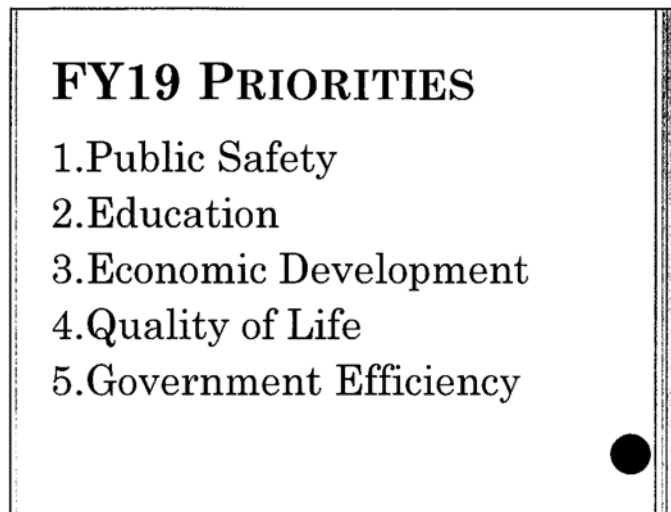 FY19 PRIORITIES
1.Public Safety
2.Education
3.Economic Development
4.Quality of Life
5.Government Efficiency